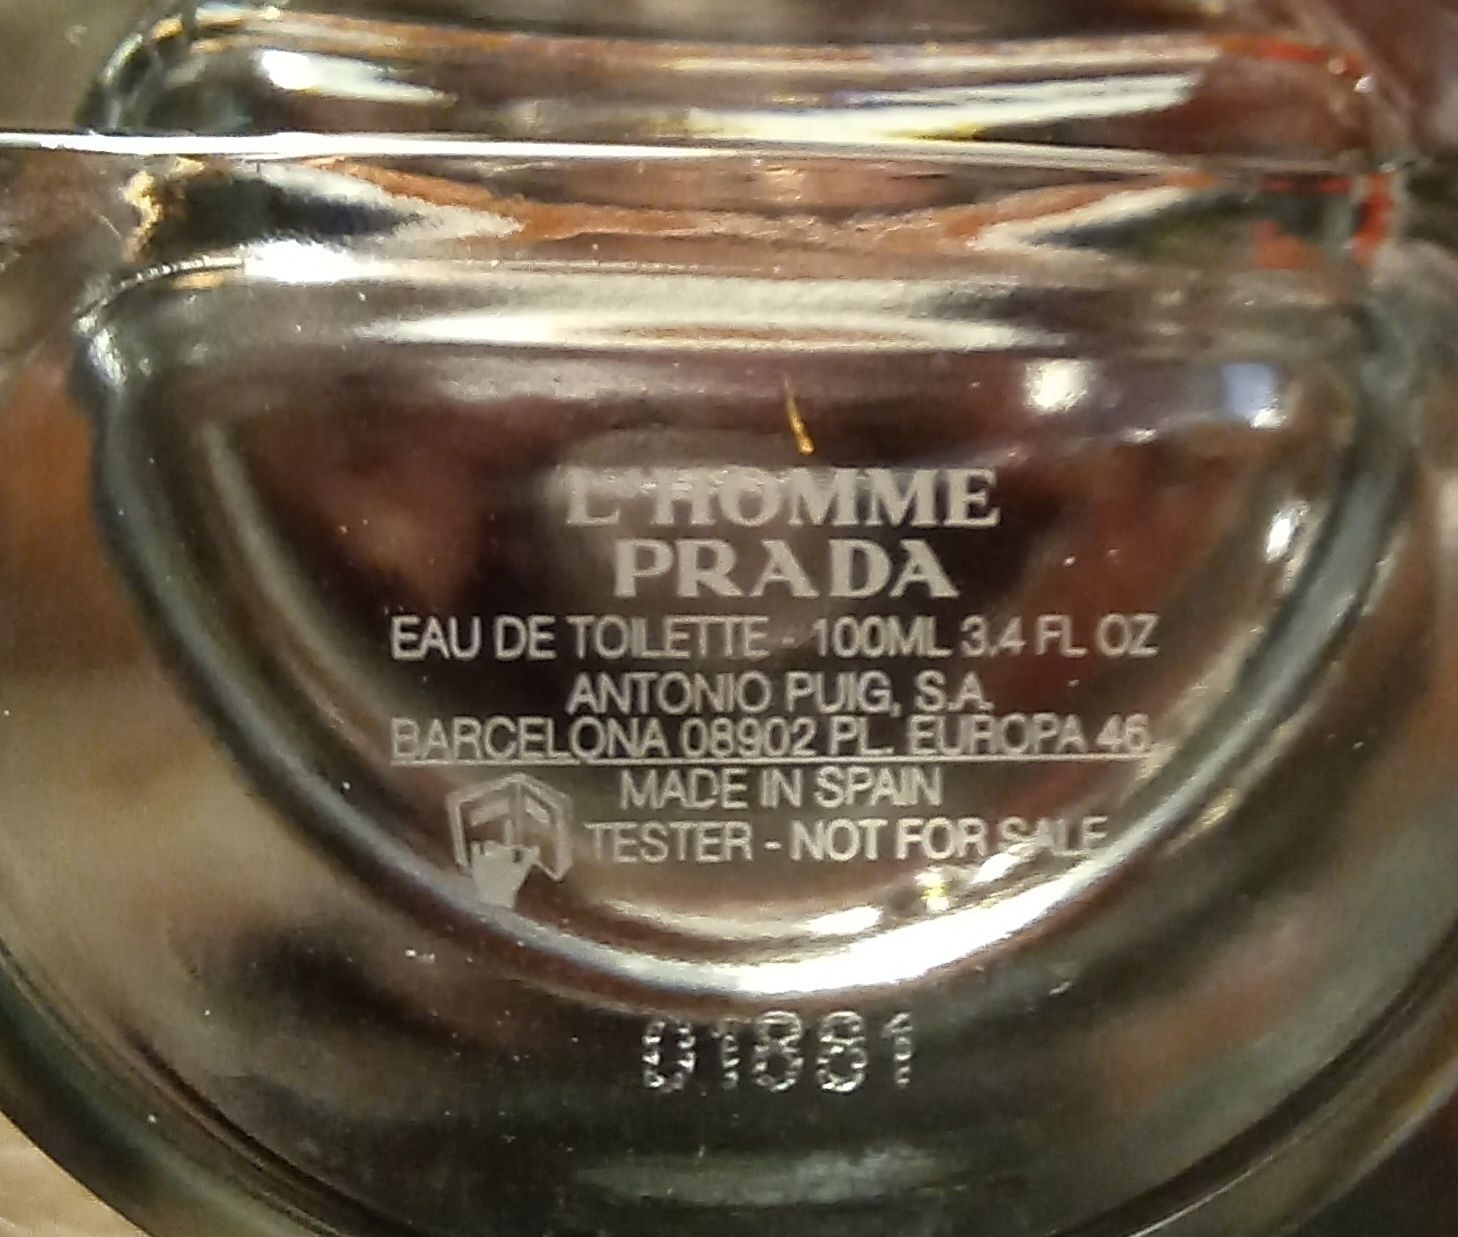 L'HOMME
PRADA
EAU DE TOILETTE - 100ML 3.4 FL OZ
ANTONIO PUIG, S.A.
BARCELONA 08902 PL. EUROPA 46
MADE IN SPAIN
TESTER - NOT FOR SALE
01881